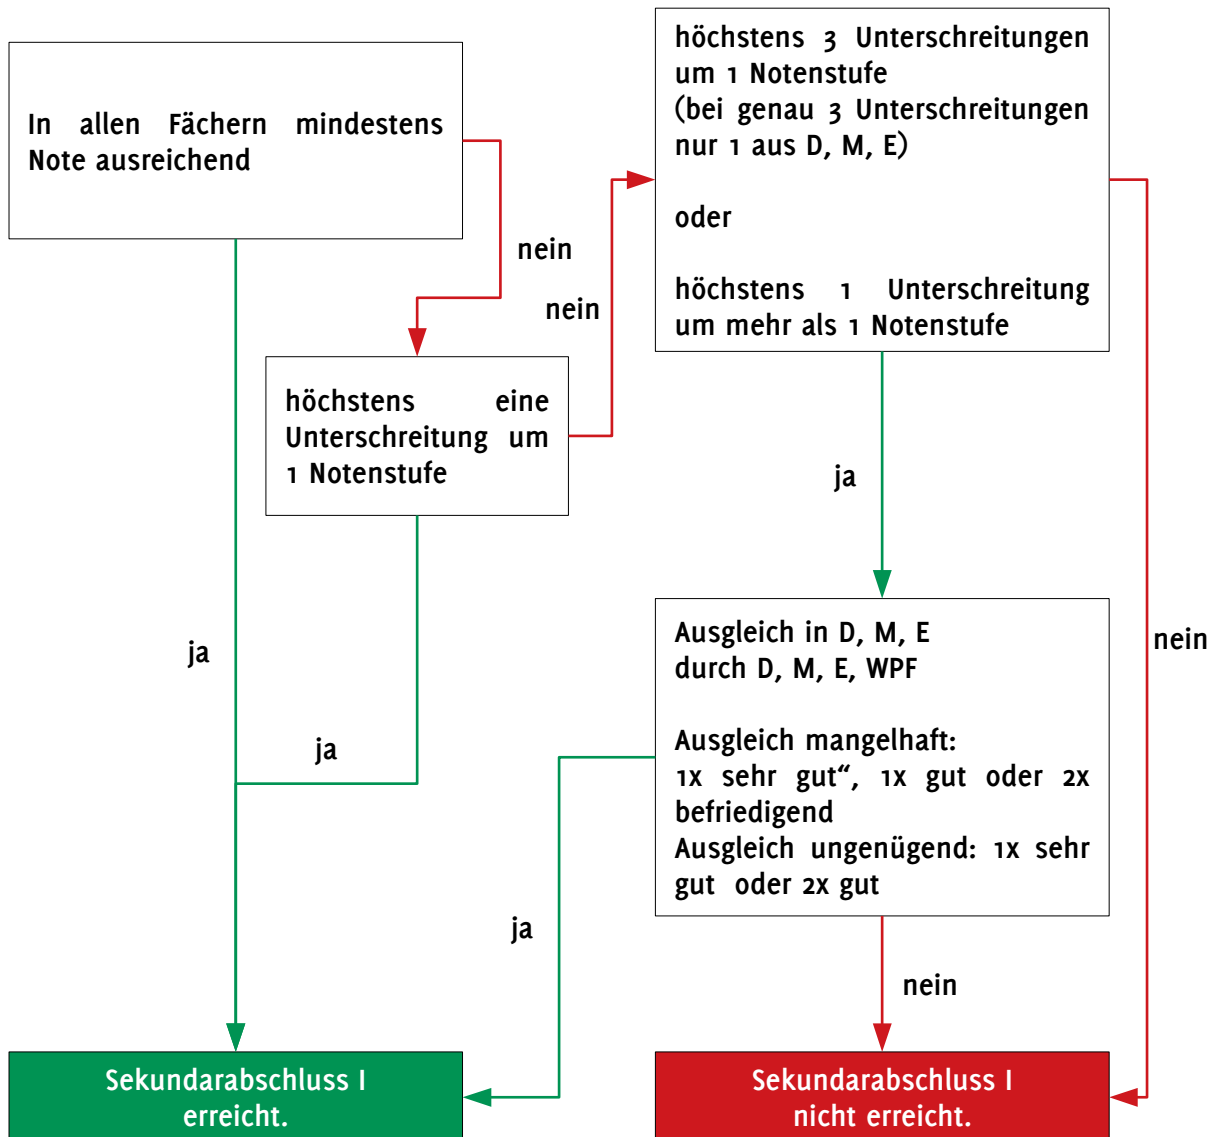 In allen Fächern mindestens
Note ausreichend
nein
höchstens eine
Unterschreitung um
1 Notenstufe
nein
höchstens 3 Unterschreitungen
um 1 Notenstufe
(bei genau 3 Unterschreitungen
nur 1 aus D, M, E)
oder
höchstens 1 Unterschreitung
um mehr als 1 Notenstufe
ja
nein
Ausgleich in D, M, E
durch D, M, E, WPF
Ausgleich mangelhaft:
1x sehr gut“, 1x gut oder 2x
befriedigend
Ausgleich ungenügend: 1x sehr
gut oder 2x gut
ja
ja
ja
nein
Sekundarabschluss I
erreicht.
Sekundarabschluss I
nicht erreicht.